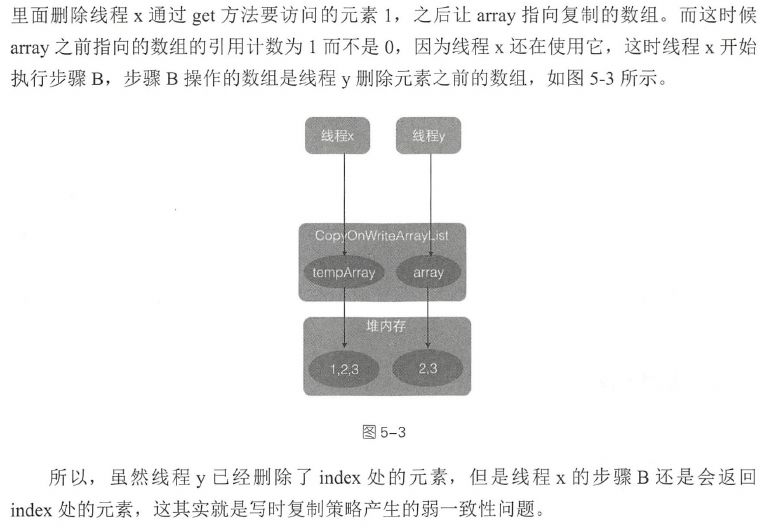 里面删除线程 x 通过 get 方法要访问的元素 1，之后让 array 指向复制的数组。而这时候
array 之前指向的数组的引用计数为 1 而不是 0，因为线程 x 还在使用它，这时线程 x 开始
执行步骤 B，步骤 B 操作的数组是线程 y 删除元素之前的数组，如图 5-3 所示。
线程x 线程y
CopyOnWriteArrayList
tempArray array
堆内存
1,2,3 2,3
图 5-3
所以，虽然线程 y 已经删除了 index 处的元素，但是线程 x 的步骤 B 还是会返回
index 处的元素，这其实就是写时复制策略产生的弱一致性问题。